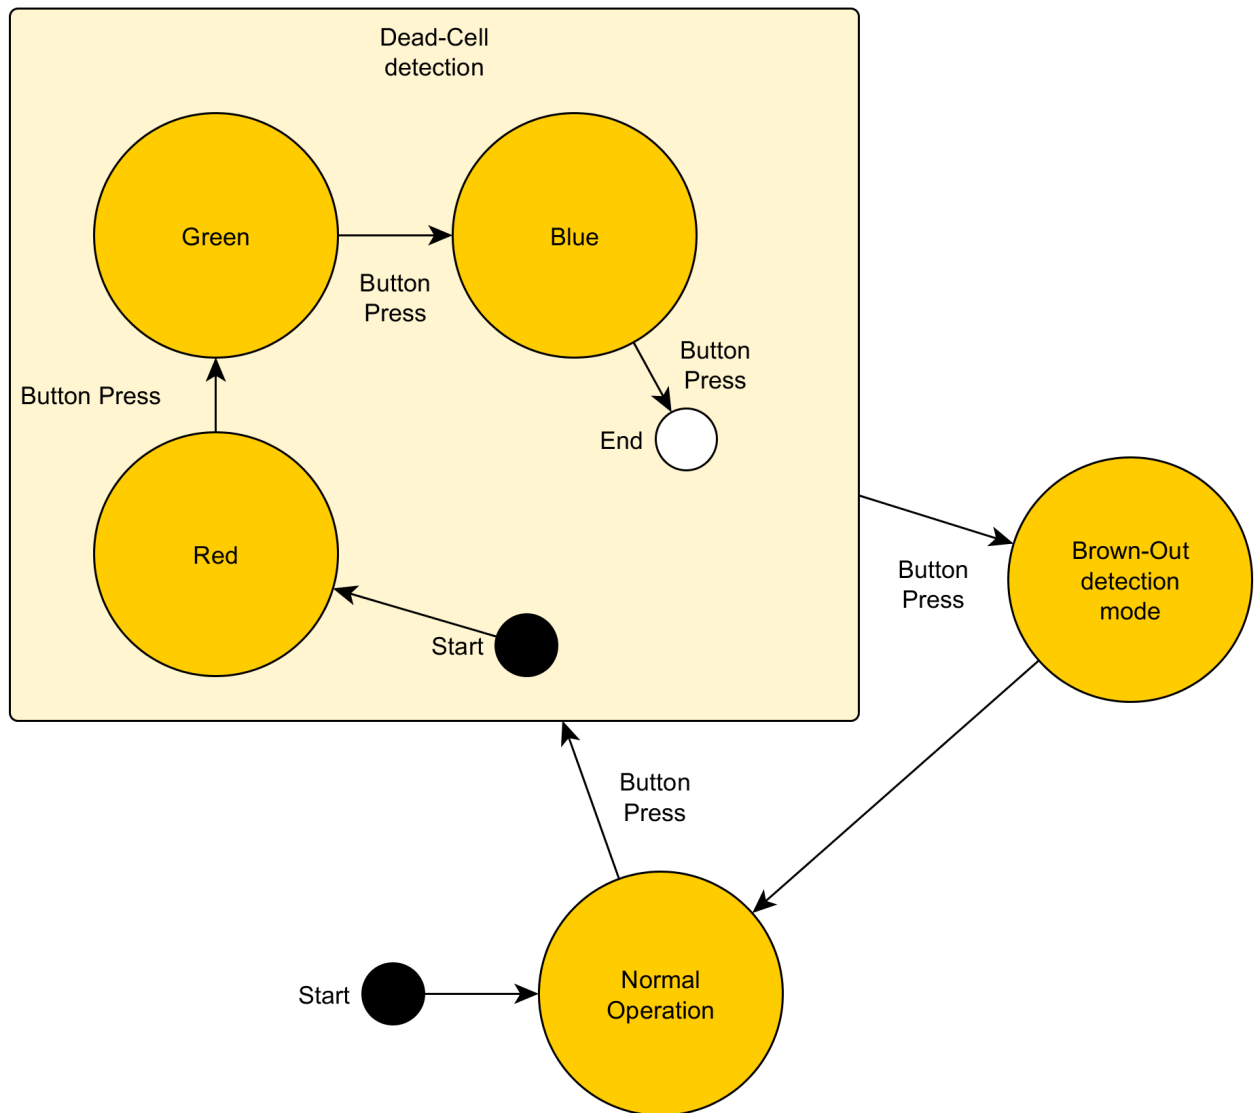 Dead-Cell
detection
Green
Blue
Button
Press
Button
Press
Button Press
End
Red
Start
Brown-Out
detection
mode
Button
Press
Button
Press
Start
Normal
Operation